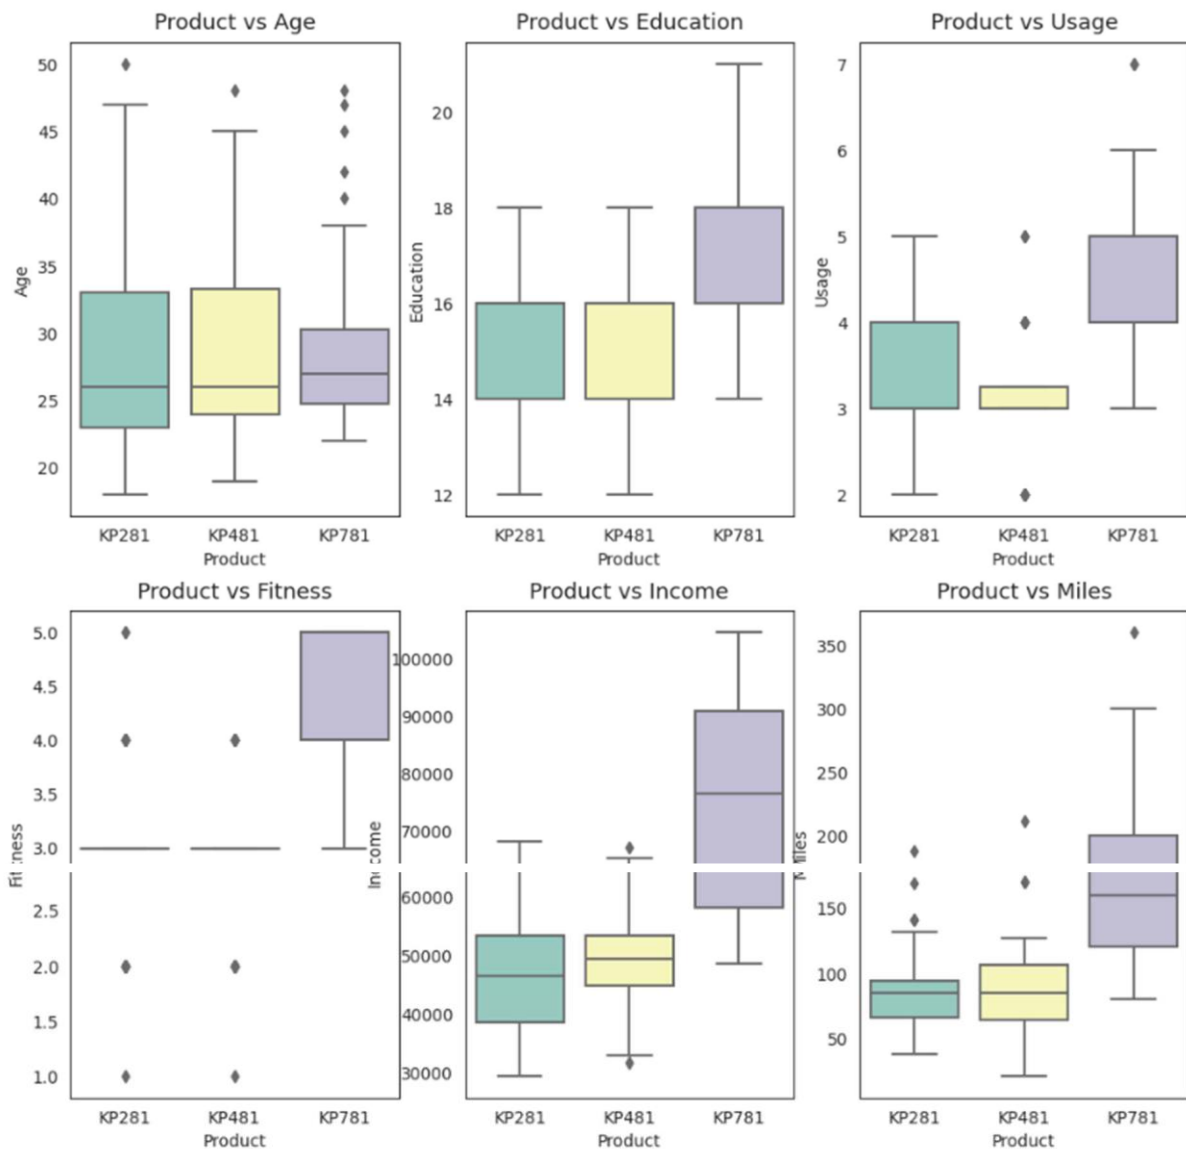 Product vs Age
50
45
40
35
30
25
20
Age
KP281 KP481 KP781
Product
Product vs Education
20
18
16
14
12
Education
KP281 KP481 KP781
Product
Product vs Usage
7
6
5
4
3
2
Usage
KP281 KP481 KP781
Product
Product vs Fitness
5.0
4.5
4.0
3.5
3.0
2.5
2.0
1.5
1.0
KP281 KP481 KP781
Product
Product vs Income
100000
90000
80000
70000
60000
50000
40000
30000
Income
KP281 KP481 KP781
Product
Product vs Miles
350
300
250
200
150
100
50
Miles
KP281 KP481 KP781
Product